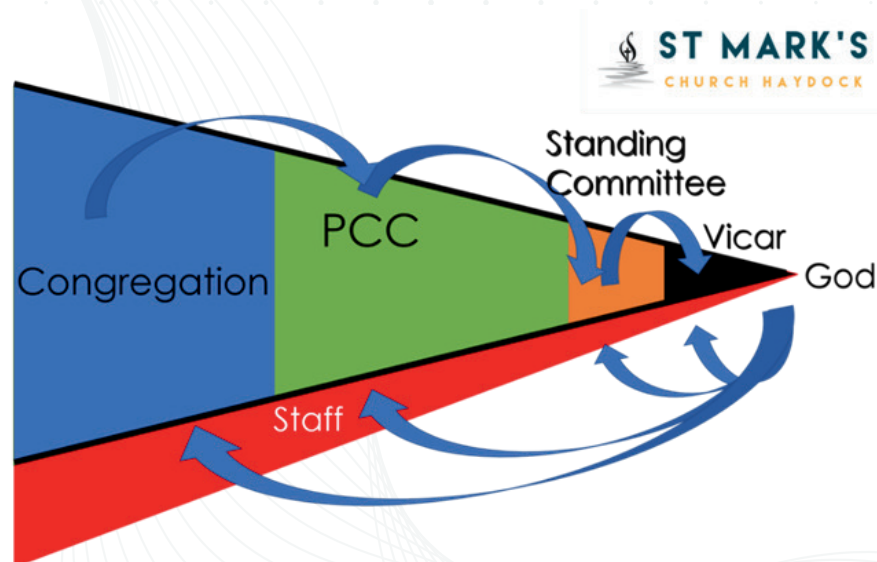 ST MARK'S
CHURCH HAYDOCK
Standing
Committee
PCC
Vicar
Congregation
God
Staff